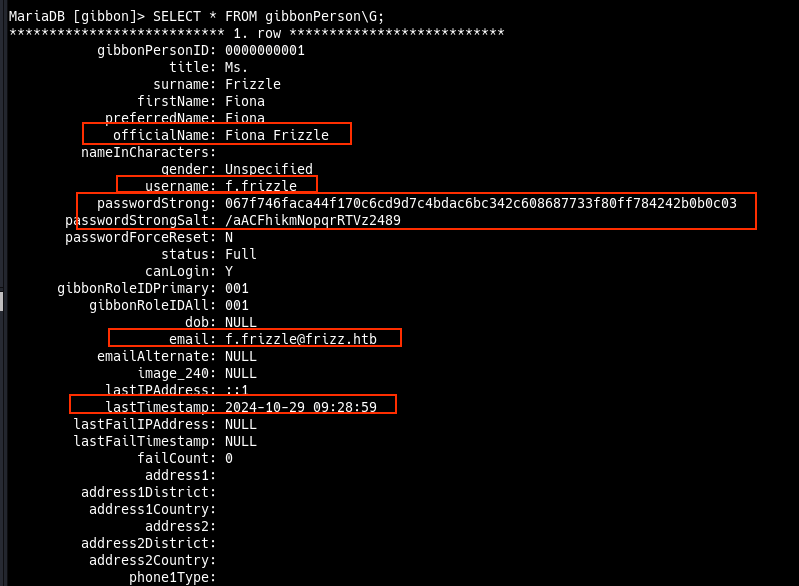 MariaDB [gibbon]> SELECT * FROM gibbonPerson\G;
*************************** 1. row ***************************
gibbonPersonID: 0000000001
title: Ms.
surname: Frizzle
firstName: Fiona
preferredName: Fiona
officialName: Fiona Frizzle
nameInCharacters:
gender: Unspecified
username: f.frizzle
passwordStrong: 067f746faca44f170c6cd9d7c4bdac6bc342c608687733f80ff784242b0b0c03
passwordStrongSalt: /aACFhikmNopqrRTVz2489
passwordForceReset: N
status: Full
canLogin: Y
gibbonRoleIDPrimary: 001
gibbonRoleIDAll: 001
dob: NULL
email: f.frizzle@frizz.htb
emailAlternate: NULL
image_240: NULL
lastIPAddress: ::1
lastTimestamp: 2024-10-29 09:28:59
lastFailIPAddress: NULL
lastFailTimestamp: NULL
failCount: 0
address1:
address1District:
address1Country:
address2:
address2District:
address2Country:
phone1Type: